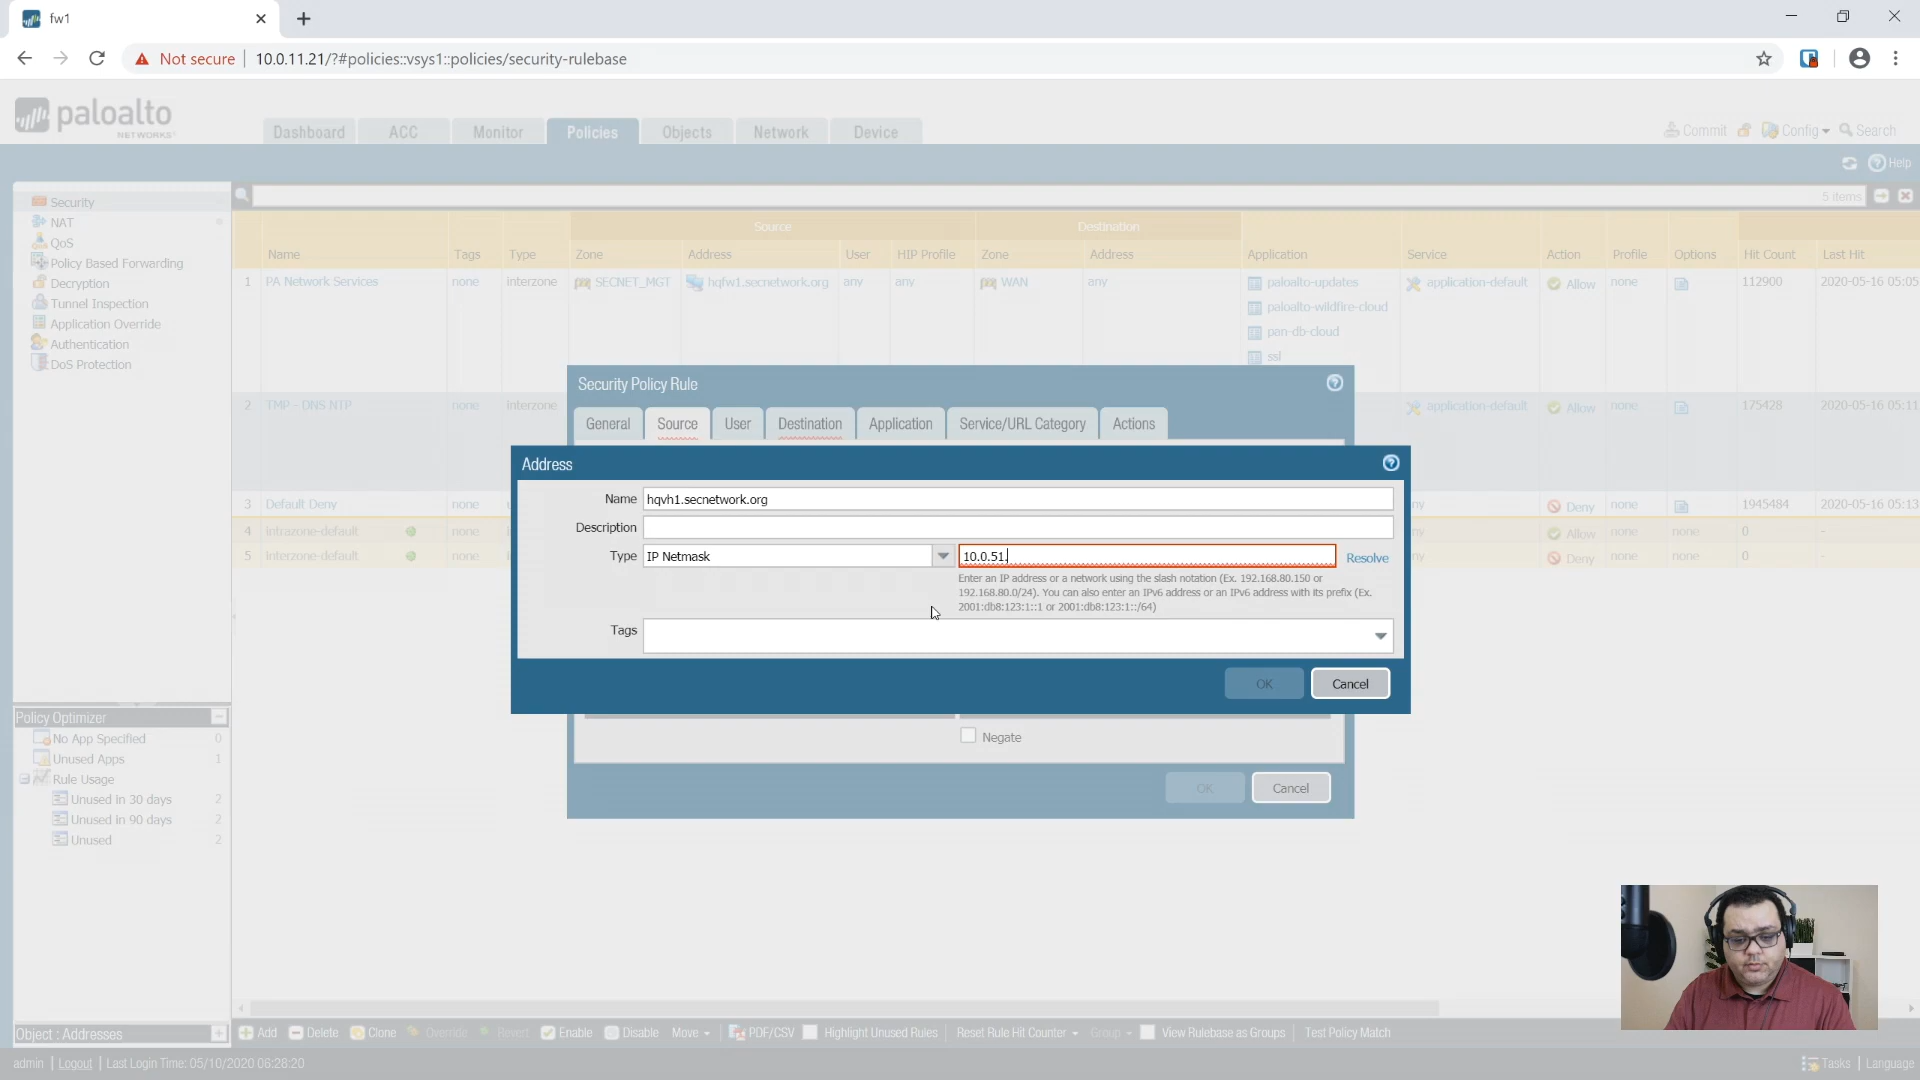 fw1
Not secure 10.0.11.21/?#policies::vsys1::policies/security-rulebase
paloalto
NETWORKS
Dashboard ACC Monitor Policies Objects Network Device
Commit Config Search
Help
5 items
Security
NAT
QoS
Policy Based Forwarding
Decryption
Tunnel Inspection
Application Override
Authentication
DoS Protection
Source Destination
Name Tags Type Zone Address User HIP Profile Zone Address Application Service Action Profile Options Hit Count Last Hit
1 PA Network Services none interzone SECNET_MGT hqfw1.secnetwork.org any any WAN any paloalto-updates application-default Allow none 112900 2020-05-16 05:05
paloalto-wildfire-cloud
pan-db-cloud
ssl
2 TMP - DNS NTP none interzone application-default Allow none 175428 2020-05-16 05:11
3 Default Deny none Deny none 1945484 2020-05-16 05:13
4 intrazone-default none Allow none none 0 -
5 interzone-default none Deny none none 0 -
Security Policy Rule
General Source User Destination Application Service/URL Category Actions
Address
Name hqvh1.secnetwork.org
Description
Type IP Netmask 10.0.51. Resolve
Enter an IP address or a network using the slash notation (Ex. 192.168.80.150 or
192.168.80.0/24). You can also enter an IPv6 address or an IPv6 address with its prefix (Ex.
2001:db8:123:1::1 or 2001:db8:123:1::/64)
Tags
OK Cancel
Negate
OK Cancel
Policy Optimizer
No App Specified 0
Unused Apps 1
Rule Usage
Unused in 30 days 2
Unused in 90 days 2
Unused 2
Object : Addresses
Add Delete Clone Override Revert Enable Disable Move PDF/CSV Highlight Unused Rules Reset Rule Hit Counter Group View Rulebase as Groups Test Policy Match
admin Logout Last Login Time: 05/10/2020 06:28:20
Tasks Language